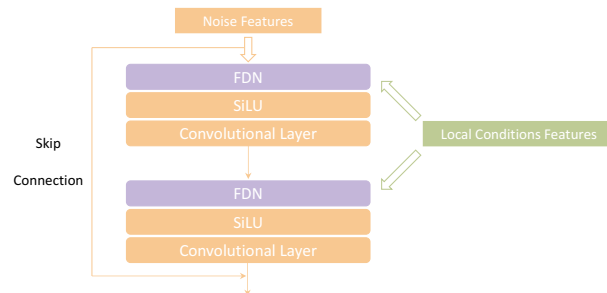 Noise Features
FDN
SiLU
Convolutional Layer
Local Conditions Features
Skip
Connection
FDN
SiLU
Convolutional Layer